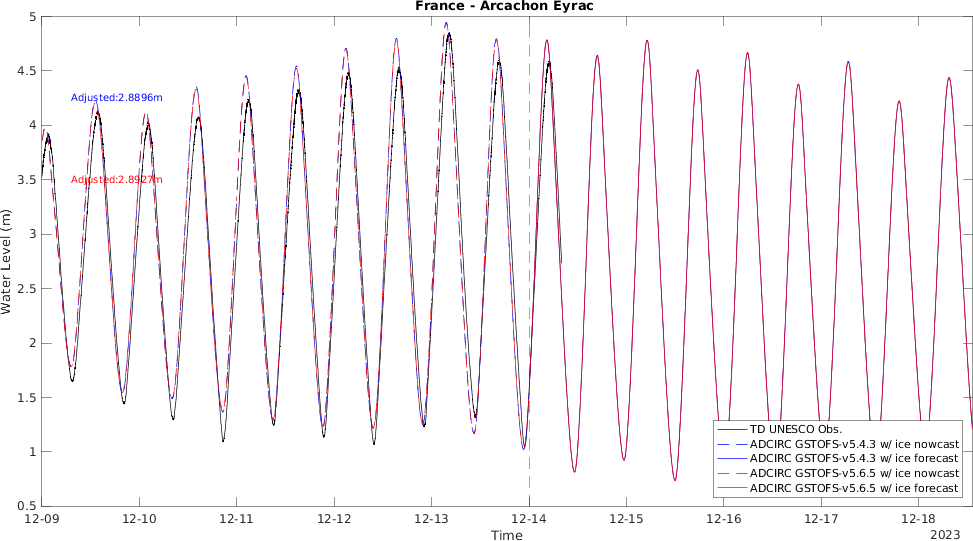 France - Arcachon Eyrac
5
4.5
4
3.5
3
2.5
2
1.5
1
0.5
Water Level (m)
Adjusted:2.8896m
Adjusted:2.8927m
TD UNESCO Obs.
ADCIRC GSTOFS-v5.4.3 w/ ice nowcast
ADCIRC GSTOFS-v5.4.3 w/ ice forecast
ADCIRC GSTOFS-v5.6.5 w/ ice nowcast
ADCIRC GSTOFS-v5.6.5 w/ ice forecast
12-09 12-10 12-11 12-12 12-13 12-14 12-15 12-16 12-17 12-18
Time
2023